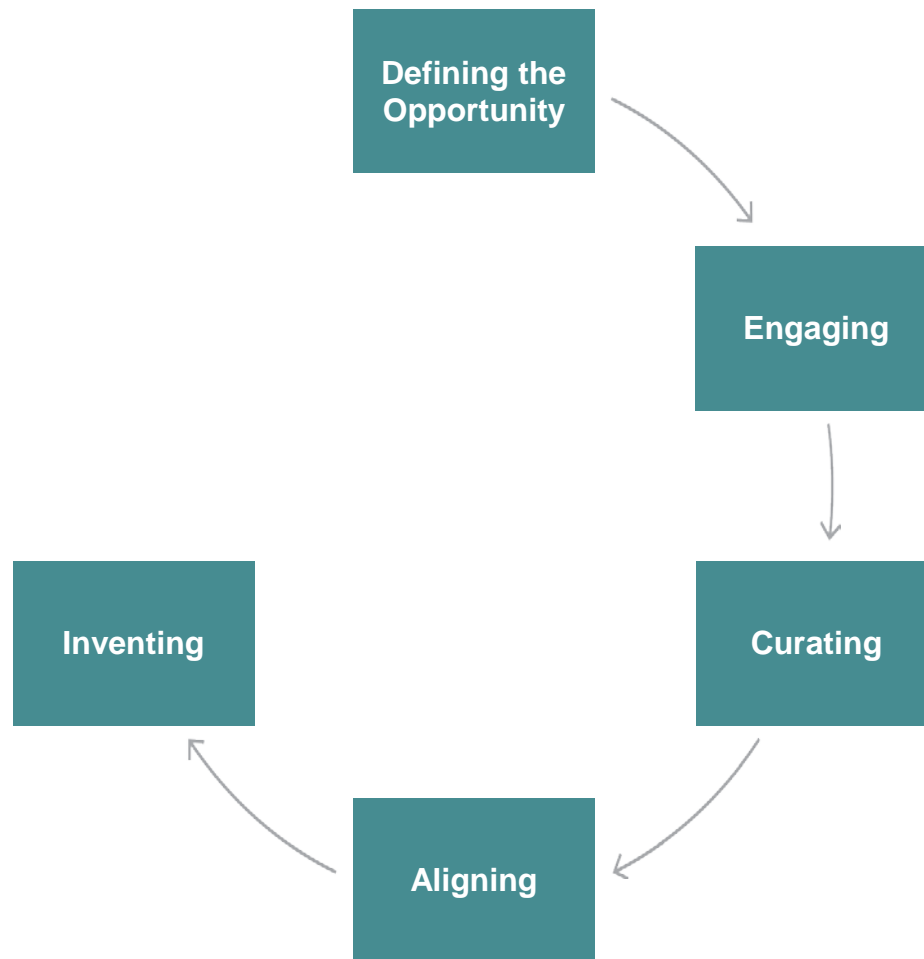 Defining the
Opportunity
Engaging
Curating
Aligning
Inventing